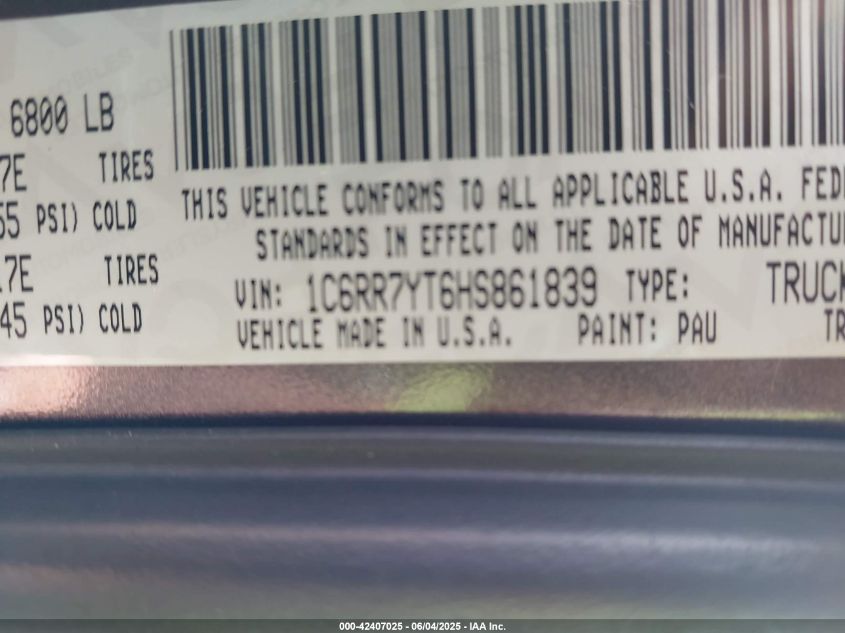 6800 LB
7E TIRES
55 PSI) COLD
7E TIRES
45 PSI) COLD
THIS VEHICLE CONFORMS TO ALL APPLICABLE U.S.A. FED
STANDARDS IN EFFECT ON THE DATE OF MANUFACTU
VIN: 1C6RR7YT6HS861839 TYPE: TRUCK
VEHICLE MADE IN U.S.A. PAINT: PAU TR
000-42407025 - 06/04/2025 - IAA Inc.